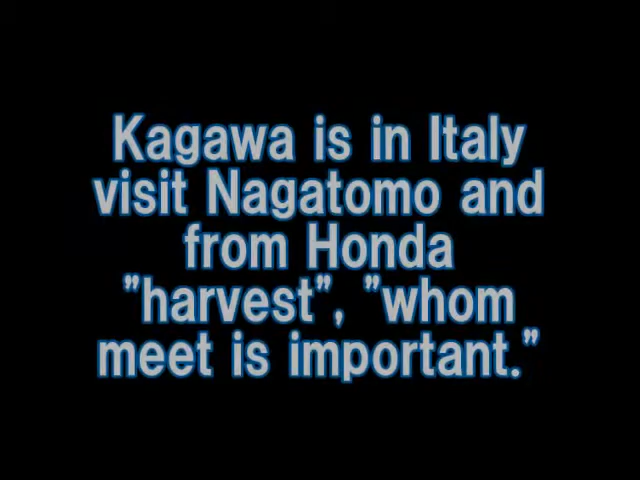 Kagawa is in Italy
visit Nagatomo and
from Honda
"harvest", "whom
meet is important."